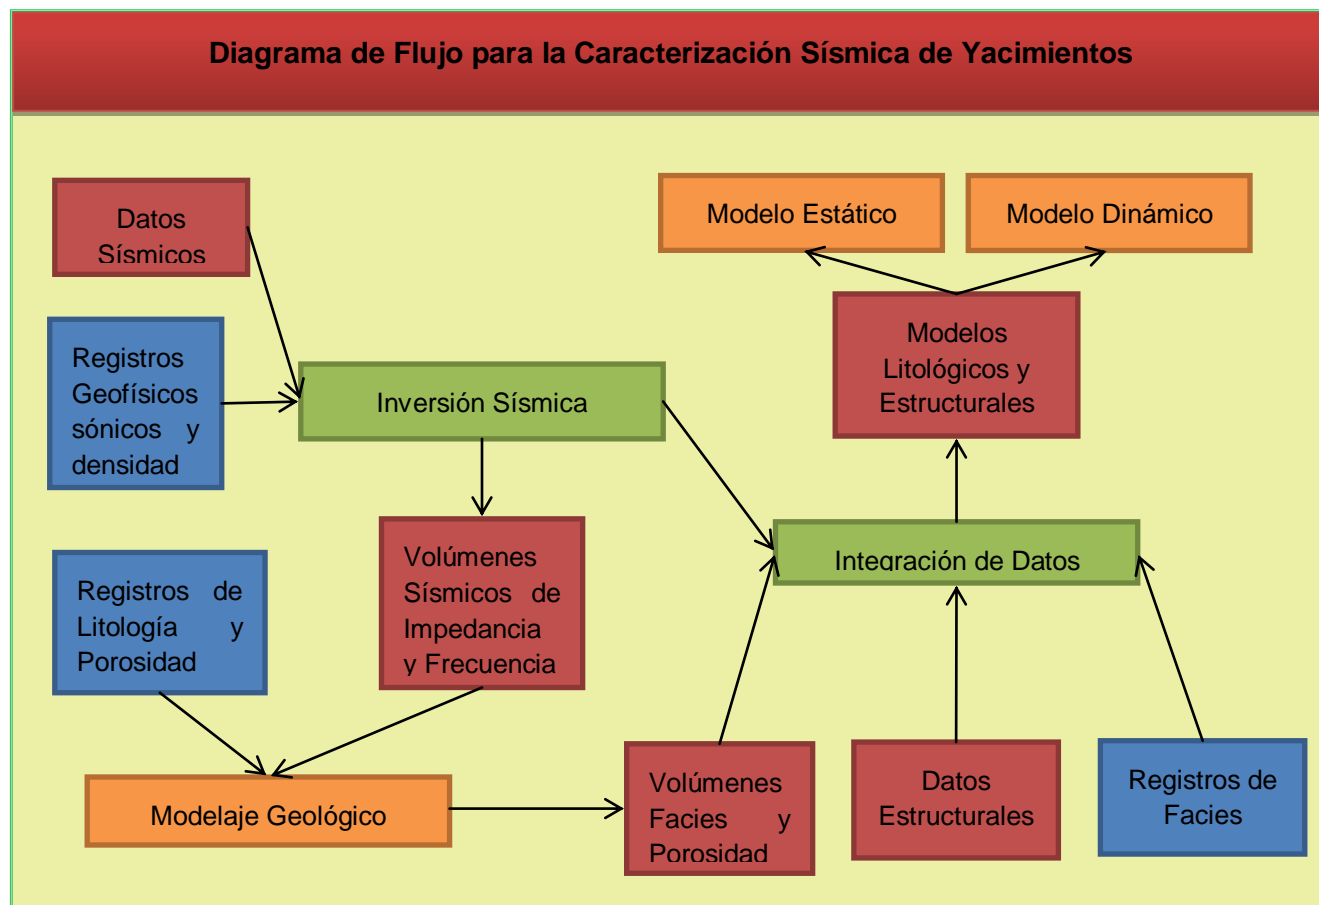 Diagrama de Flujo para la Caracterización Sísmica de Yacimientos
Datos
Sísmicos
Modelo Estático
Modelo Dinámico
Registros
Geofísicos
sónicos y
densidad
Inversión Sísmica
Modelos
Litológicos y
Estructurales
Registros de
Litología y
Porosidad
Volúmenes
Sísmicos de
Impedancia
y Frecuencia
Integración de Datos
Modelaje Geológico
Volúmenes
Facies y
Porosidad
Datos
Estructurales
Registros de
Facies